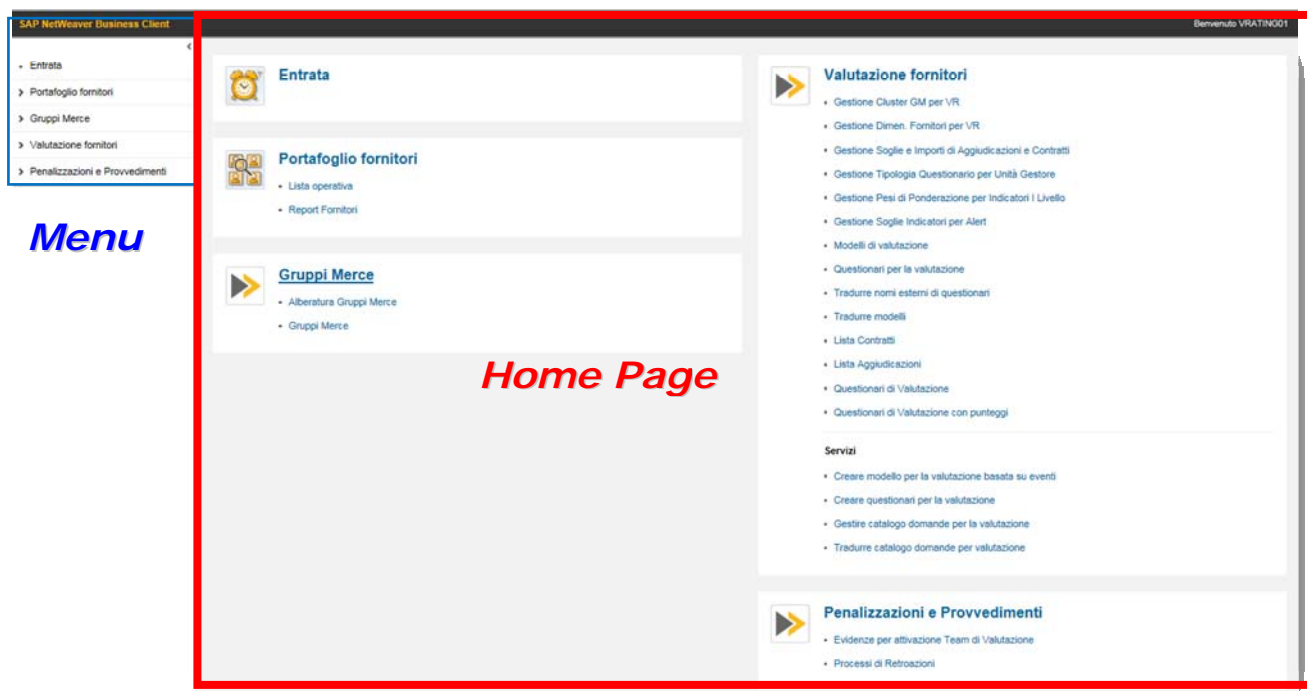 SAP NetWeaver Business Client
Benvenuto VRATING01
Entrata
Portafoglio fornitori
Gruppi Merce
Valutazione fornitori
Penalizzazioni e Provvedimenti
Menu
Entrata
Portafoglio fornitori
Lista operativa
Report Fornitori
Gruppi Merce
Alberatura Gruppi Merce
Gruppi Merce
Home Page
Valutazione fornitori
Gestione Cluster GM per VR
Gestione Dimen. Fornitori per VR
Gestione Soglie e Importi di Aggiudicazioni e Contratti
Gestione Tipologia Questionario per Unità Gestore
Gestione Pesi di Ponderazione per Indicatori I Livello
Gestione Soglie Indicatori per Alert
Modelli di valutazione
Questionari per la valutazione
Tradurre nomi esterni di questionari
Tradurre modelli
Lista Contratti
Lista Aggiudicazioni
Questionari di Valutazione
Questionari di Valutazione con punteggi
Servizi
Creare modello per la valutazione basata su eventi
Creare questionari per la valutazione
Gestire catalogo domande per la valutazione
Tradurre catalogo domande per valutazione
Penalizzazioni e Provvedimenti
Evidenze per attivazione Team di Valutazione
Processi di Retroazioni